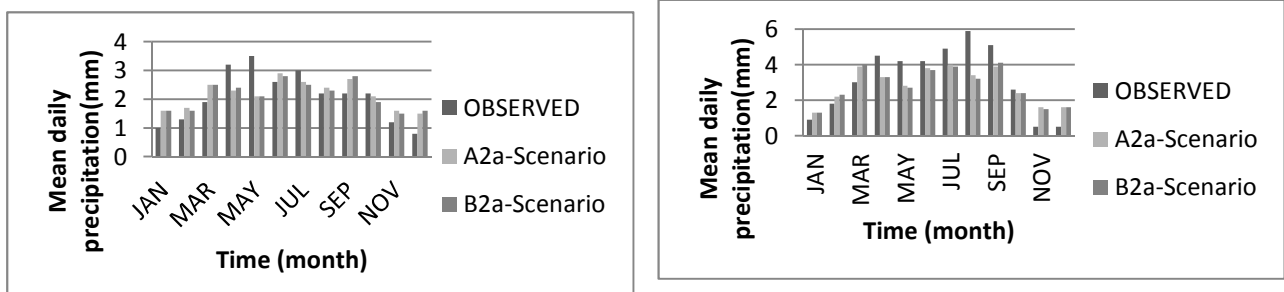 Mean daily
precipitation(mm)
4
3
2
1
0
JAN
MAR
MAY
JUL
SEP
NOV
Time (month)
OBSERVED
A2a-Scenario
B2a-Scenario
Mean daily
precipitation(mm)
6
4
2
0
JAN
MAR
MAY
JUL
SEP
NOV
Time (month)
OBSERVED
A2a-Scenario
B2a-Scenario